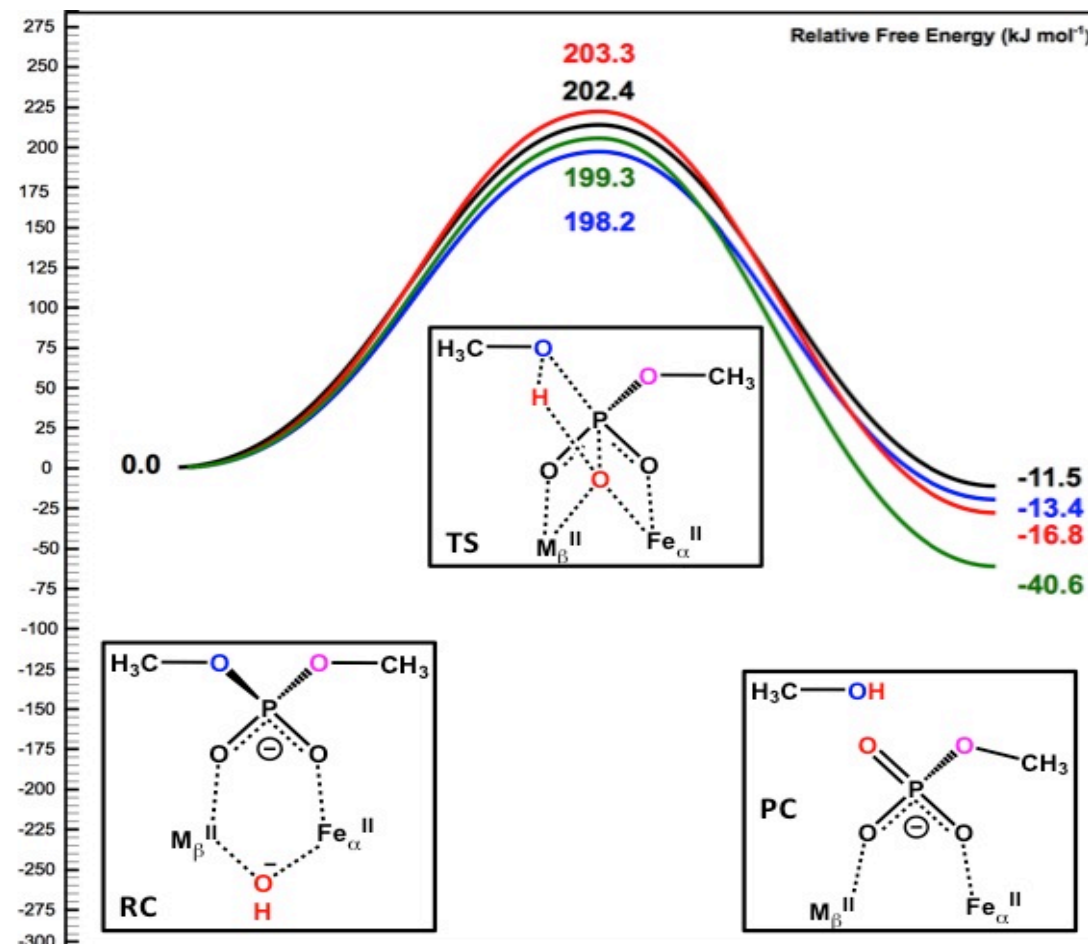 Relative Free Energy (kJ mol⁻¹)
275
250
225
200
175
150
125
100
75
50
25
0
-25
-50
-75
-100
-125
-150
-175
-200
-225
-250
-275
-300
203.3
202.4
199.3
198.2
0.0
-11.5
-13.4
-16.8
-40.6
H₃C O
H O CH₃
P
O O
O
Mβ^II Feα^II
TS
H₃C O O CH₃
P
O ⊖ O
Mβ^II Feα^II
−
O
H
RC
H₃C OH
O O
CH₃
P
PC
O ⊖ O
Mβ^II Feα^II